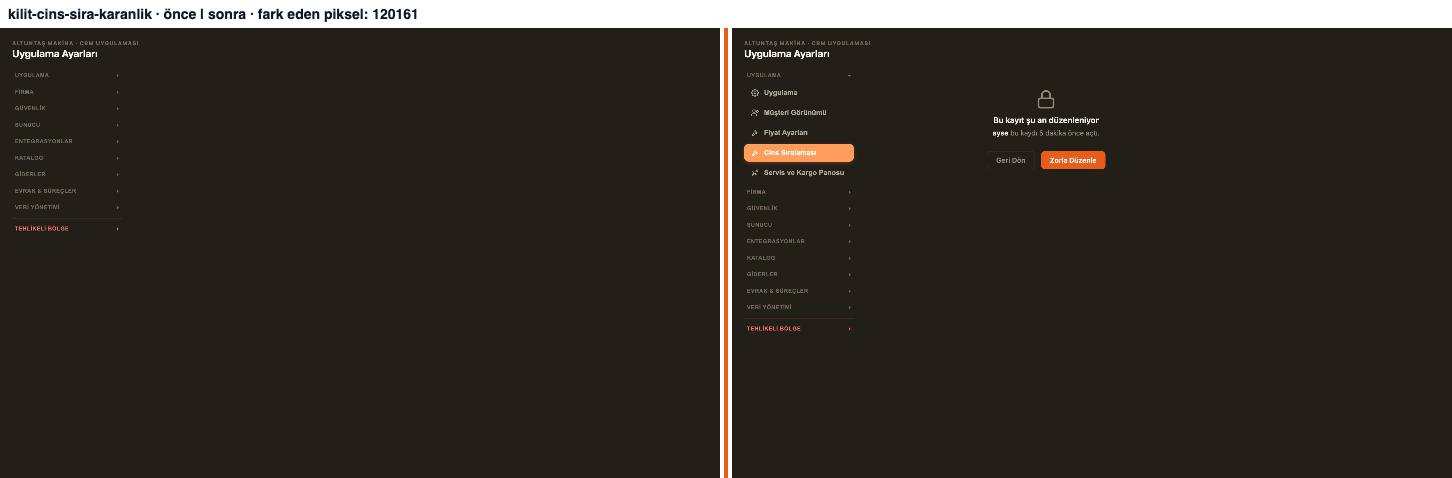 kilit-cins-sira-karanlik · önce | sonra · fark eden piksel: 120161
ALTUNTAŞ MAKİNA · CRM UYGULAMASI
Uygulama Ayarları
UYGULAMA
FİRMA
GÜVENLİK
SUNUCU
ENTEGRASYONLAR
KATALOG
GİDERLER
EVRAK & SÜREÇLER
VERİ YÖNETİMİ
TEHLİKELİ BÖLGE
ALTUNTAŞ MAKİNA · CRM UYGULAMASI
Uygulama Ayarları
UYGULAMA
Uygulama
Müşteri Görünümü
Fiyat Ayarları
Cins Sıralaması
Servis ve Kargo Panosu
FİRMA
GÜVENLİK
SUNUCU
ENTEGRASYONLAR
KATALOG
GİDERLER
EVRAK & SÜREÇLER
VERİ YÖNETİMİ
TEHLİKELİ BÖLGE
Bu kayıt şu an düzenleniyor
ayse bu kaydı 5 dakika önce açtı.
Geri Dön
Zorla Düzenle